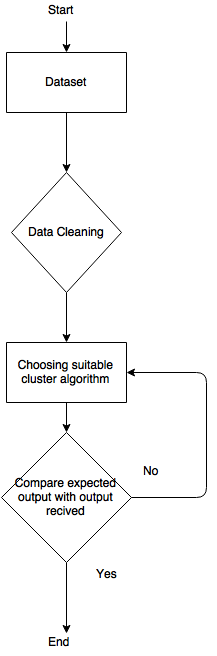 Start
Dataset
Data Cleaning
Choosing suitable
cluster algorithm
No
Compare expected
output with output
recived
Yes
End